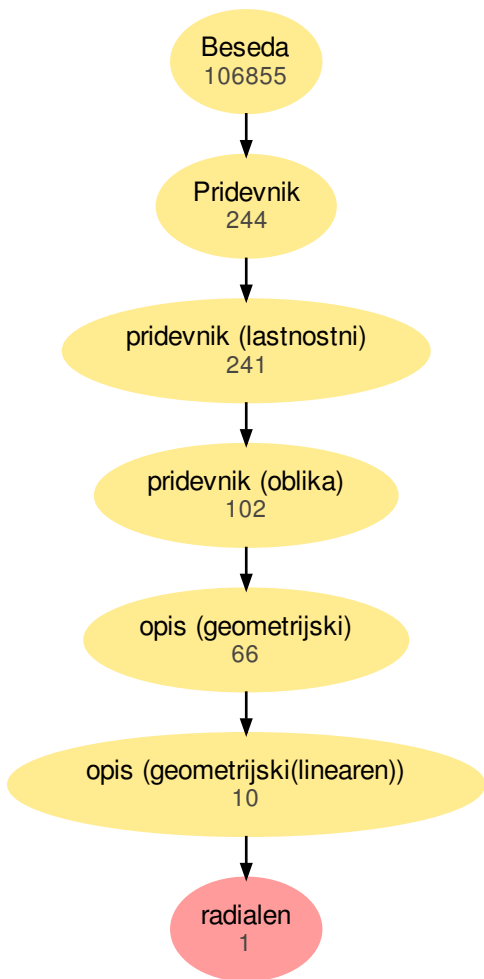 Beseda
106855
Pridevnik
244
pridevnik (lastnostni)
241
pridevnik (oblika)
102
opis (geometrijski)
66
opis (geometrijski(linearen))
10
radialen
1